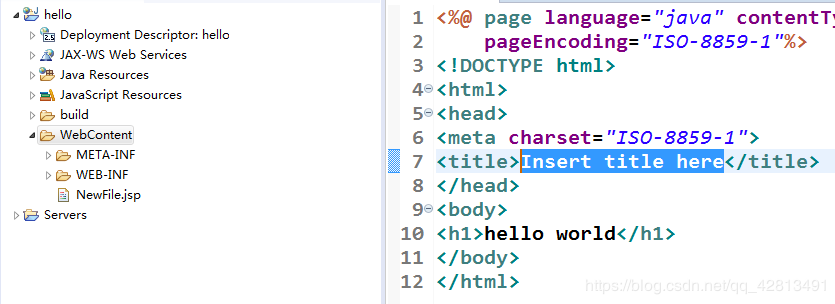 hello
Deployment Descriptor: hello
JAX-WS Web Services
Java Resources
JavaScript Resources
build
WebContent
META-INF
WEB-INF
NewFile.jsp
Servers
1 <%@ page language="java" contentTy
2 pageEncoding="ISO-8859-1"%>
3 <!DOCTYPE html>
4 <html>
5 <head>
6 <meta charset="ISO-8859-1">
7 <title>Insert title here</title>
8 </head>
9 <body>
10 <h1>hello world</h1>
11 </body>
12 </html>
https://blog.csdn.net/qq_42813491